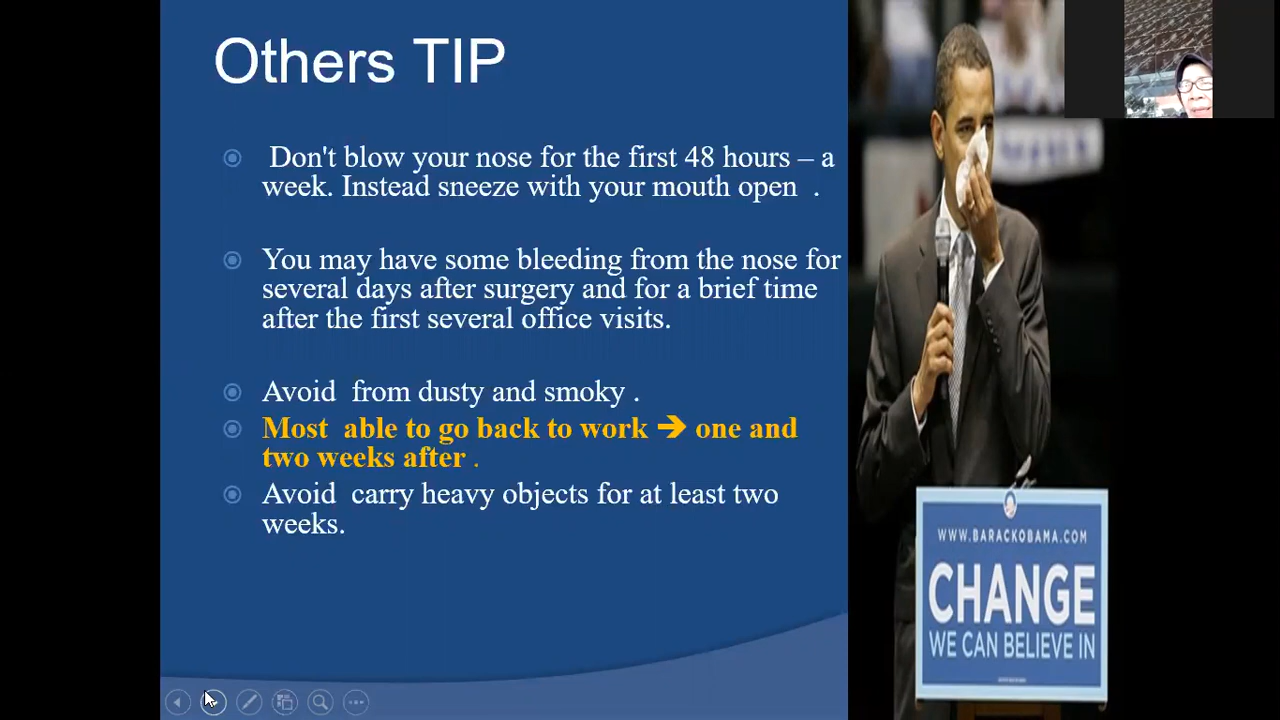 Others TIP
Don't blow your nose for the first 48 hours – a
week. Instead sneeze with your mouth open .
You may have some bleeding from the nose for
several days after surgery and for a brief time
after the first several office visits.
Avoid from dusty and smoky .
Most able to go back to work ➔ one and
two weeks after .
Avoid carry heavy objects for at least two
weeks.
WWW.BARACKOBAMA.COM
CHANGE
WE CAN BELIEVE IN